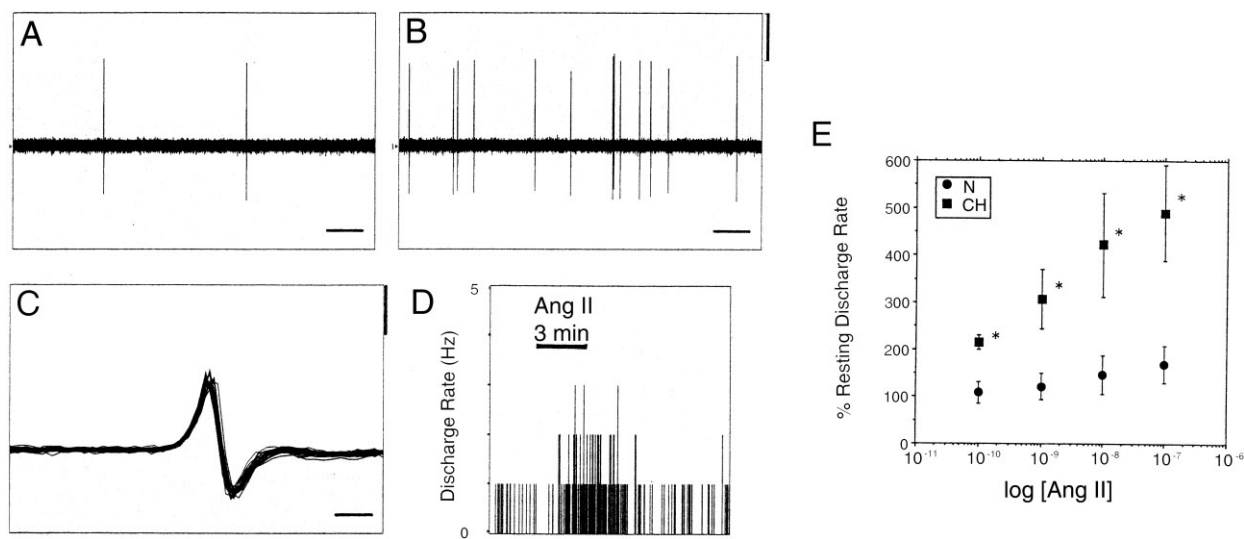 A
B
C
D
5
Ang II
3 min
Discharge Rate (Hz)
0
E
600
500
400
300
200
100
0
% Resting Discharge Rate
N
CH
*
*
*
*
10-11
10-10
10-9
10-8
10-7
10-6
log [Ang II]